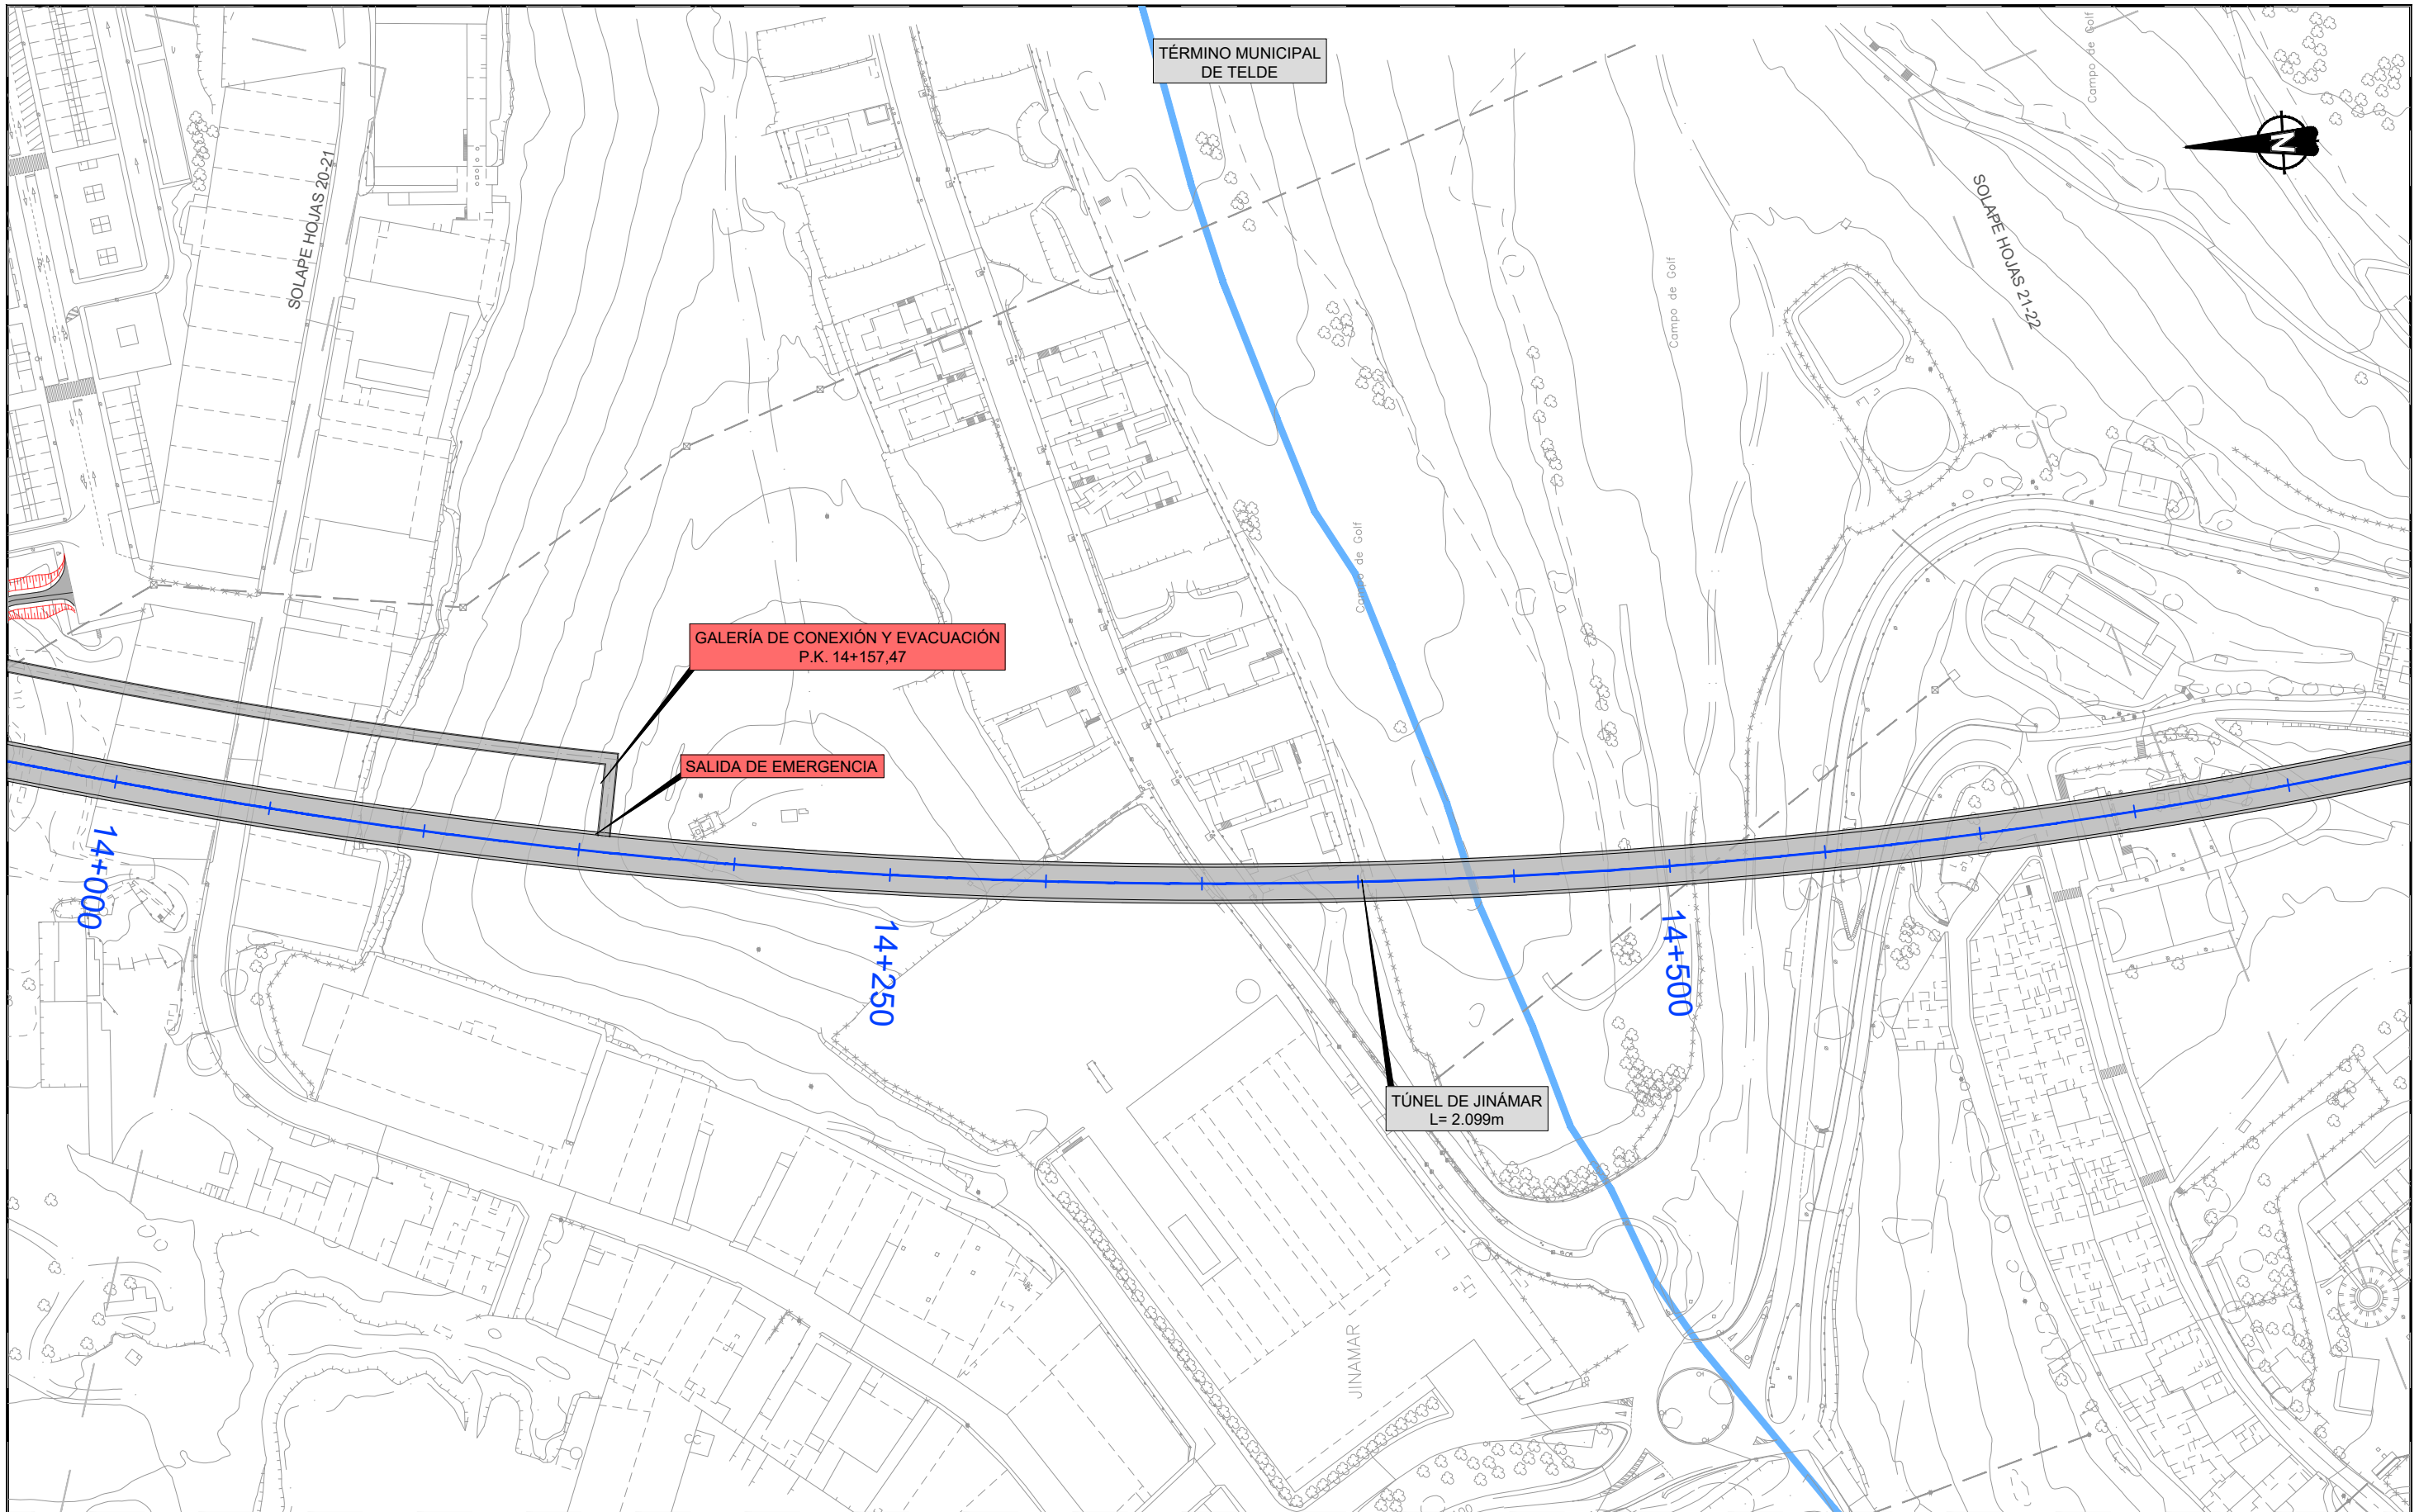 TÉRMINO MUNICIPAL
DE TELDE
Campo de Golf
N
SOLAPE HOJAS 20-21
SOLAPE HOJAS 21-22
Campo de Golf
Campo de Golf
GALERÍA DE CONEXIÓN Y EVACUACIÓN
P.K. 14+157,47
SALIDA DE EMERGENCIA
14+000
14+250
14+500
TÚNEL DE JINÁMAR
L= 2.099m
JINAMAR